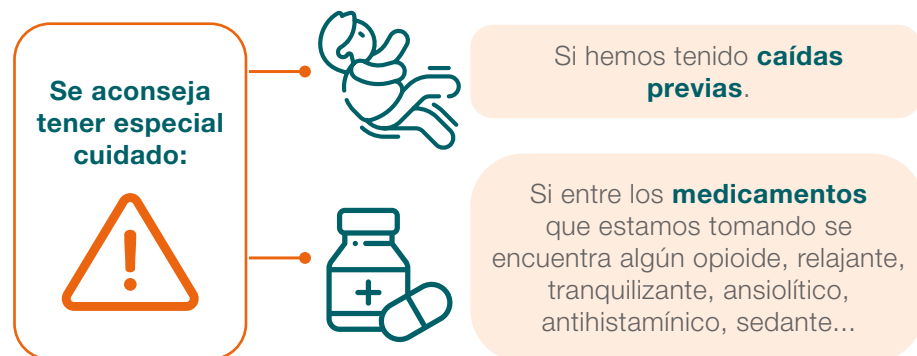 Se aconseja
tener especial
cuidado:
Si hemos tenido caídas
previas.
Si entre los medicamentos
que estamos tomando se
encuentra algún opioide, relajante,
tranquilizante, ansiolítico,
antihistamínico, sedante...